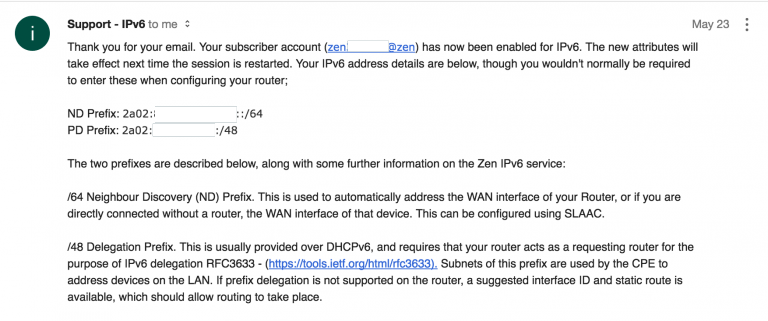 i
Support - IPv6 to me
May 23
Thank you for your email. Your subscriber account (zen @zen) has now been enabled for IPv6. The new attributes will
take effect next time the session is restarted. Your IPv6 address details are below, though you wouldn't normally be required
to enter these when configuring your router;
ND Prefix: 2a02: ::/64
PD Prefix: 2a02: :/48
The two prefixes are described below, along with some further information on the Zen IPv6 service:
/64 Neighbour Discovery (ND) Prefix. This is used to automatically address the WAN interface of your Router, or if you are
directly connected without a router, the WAN interface of that device. This can be configured using SLAAC.
/48 Delegation Prefix. This is usually provided over DHCPv6, and requires that your router acts as a requesting router for the
purpose of IPv6 delegation RFC3633 - (https://tools.ietf.org/html/rfc3633). Subnets of this prefix are used by the CPE to
address devices on the LAN. If prefix delegation is not supported on the router, a suggested interface ID and static route is
available, which should allow routing to take place.